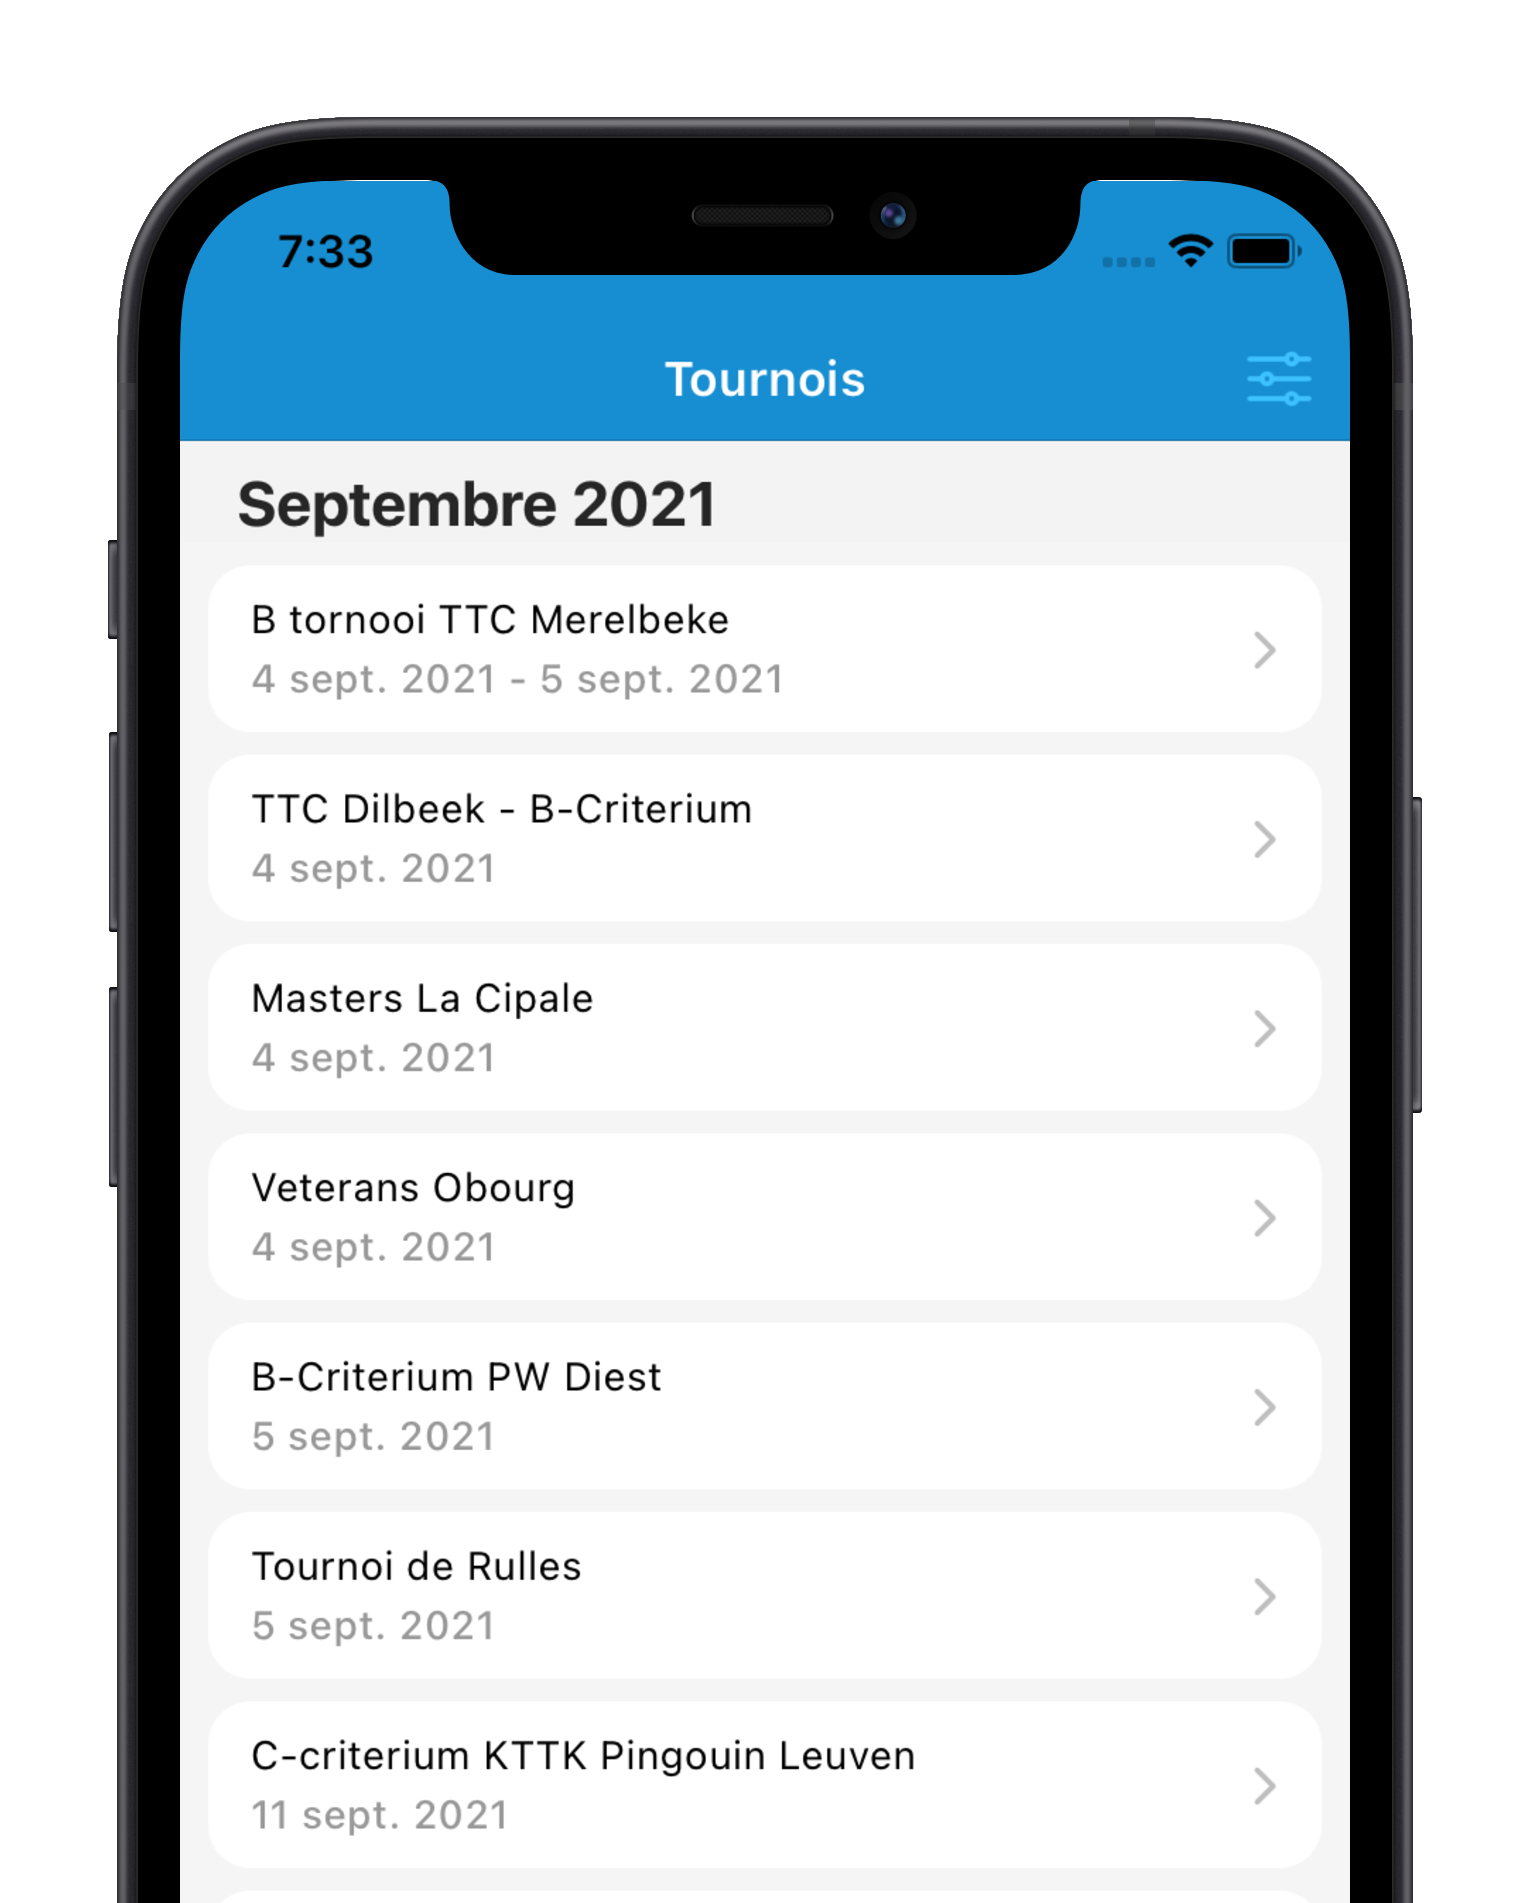 7:33
Tournois
Septembre 2021
B tornooi TTC Merelbeke
4 sept. 2021 - 5 sept. 2021
TTC Dilbeek - B-Criterium
4 sept. 2021
Masters La Cipale
4 sept. 2021
Veterans Obourg
4 sept. 2021
B-Criterium PW Diest
5 sept. 2021
Tournoi de Rulles
5 sept. 2021
C-criterium KTTK Pingouin Leuven
11 sept. 2021